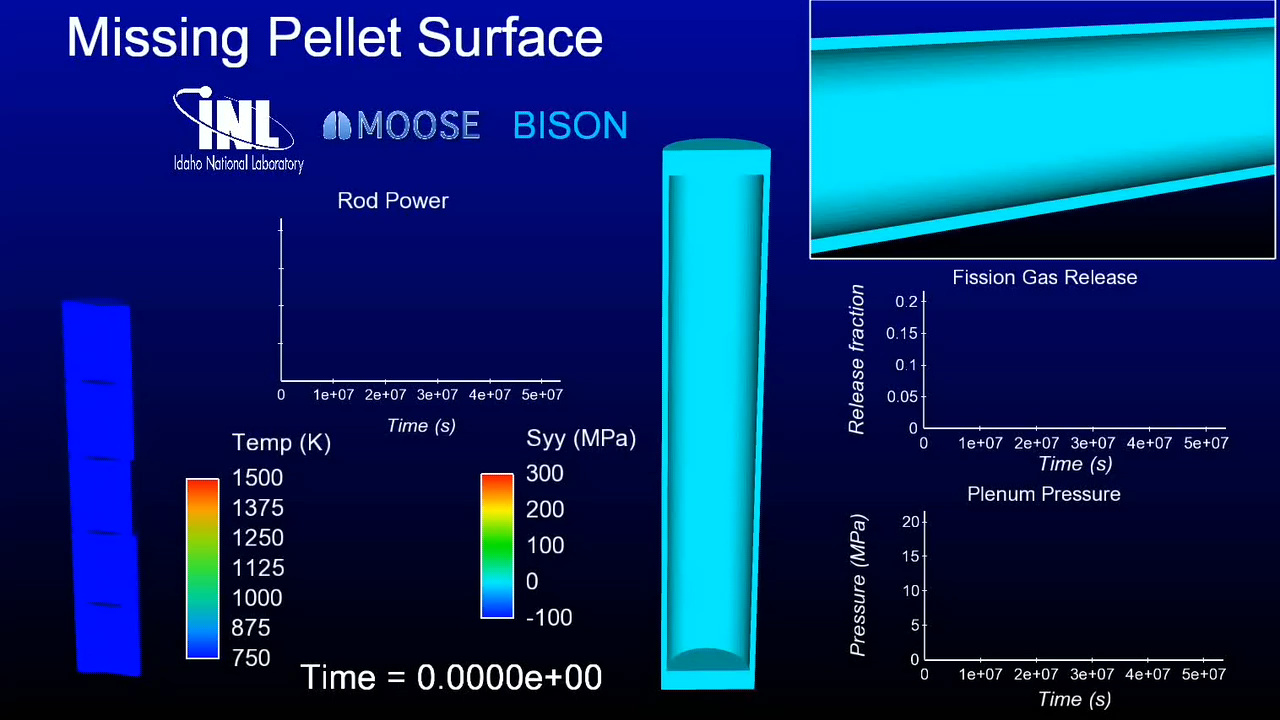 Missing Pellet Surface
INL
Idaho National Laboratory
MOOSE
BISON
Rod Power
0 1e+07 2e+07 3e+07 4e+07 5e+07
Time (s)
Temp (K)
1500
1375
1250
1125
1000
875
750
Syy (MPa)
300
200
100
0
-100
Time = 0.0000e+00
Fission Gas Release
Release fraction
0.2
0.15
0.1
0.05
0
0 1e+07 2e+07 3e+07 4e+07 5e+07
Time (s)
Plenum Pressure
Pressure (MPa)
20
15
10
5
0
0 1e+07 2e+07 3e+07 4e+07 5e+07
Time (s)